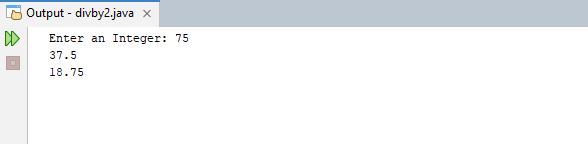 Output - divby2.java
Enter an Integer: 75
37.5
18.75